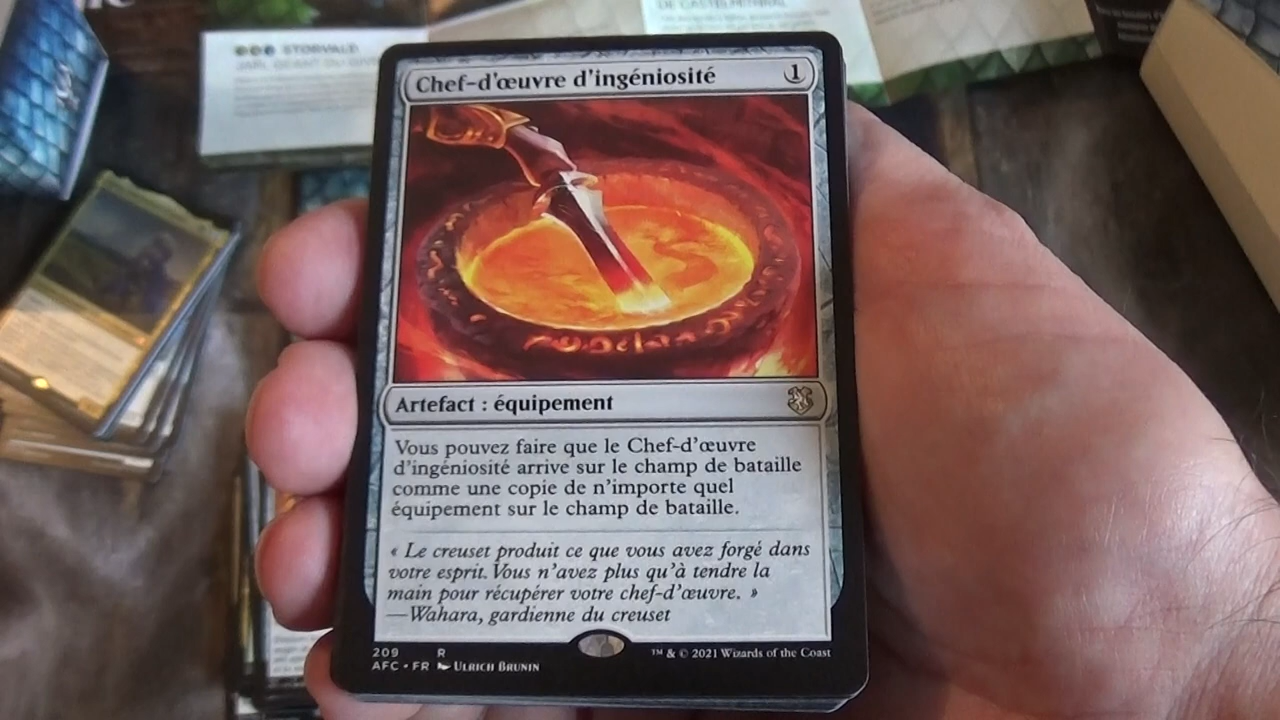 STORVALD
DE CASTELMITHRAL
Chef-d'œuvre d'ingéniosité 1
Artefact : équipement
Vous pouvez faire que le Chef-d'œuvre
d'ingéniosité arrive sur le champ de bataille
comme une copie de n'importe quel
équipement sur le champ de bataille.
« Le creuset produit ce que vous avez forgé dans
votre esprit. Vous n'avez plus qu'à tendre la
main pour récupérer votre chef-d'œuvre. »
—Wahara, gardienne du creuset
209 R
AFC • FR Ulrich Brunin
™ & © 2021 Wizards of the Coast